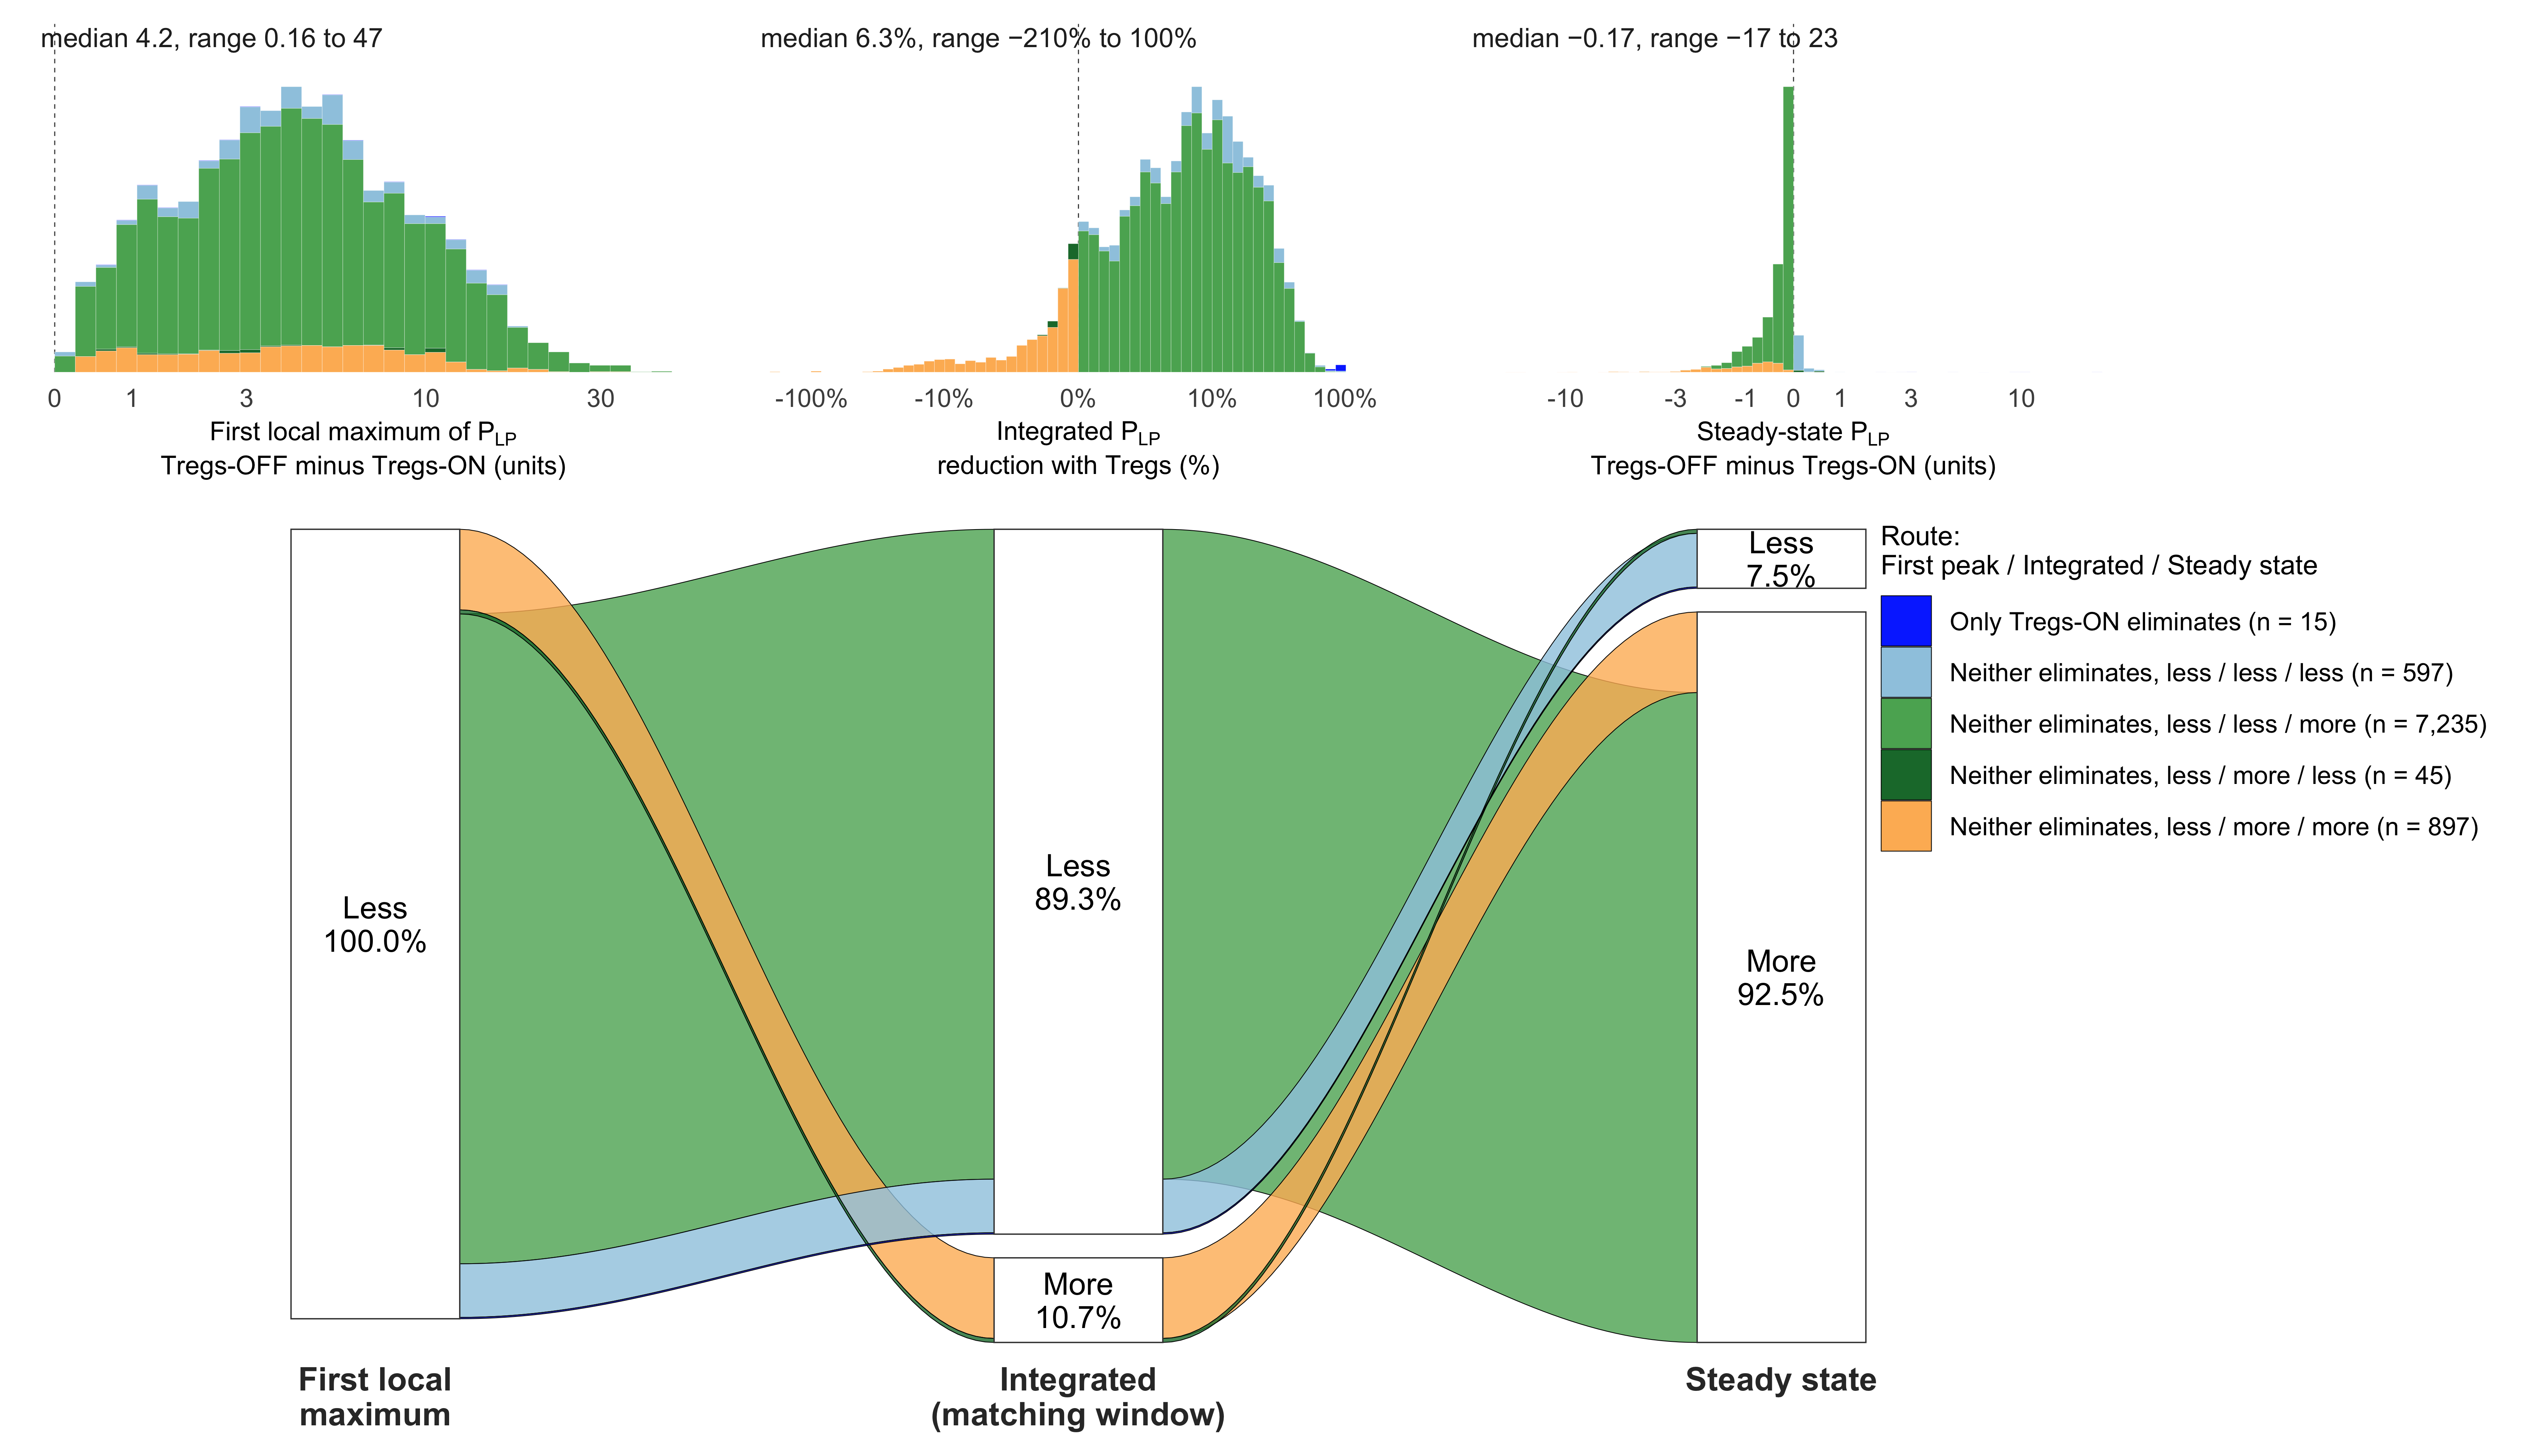 median 4.2, range 0.16 to 47
median 6.3%, range −210% to 100%
median −0.17, range −17 to 23
0 1 3 10 30
-100% -10% 0% 10% 100%
-10 -3 -1 0 1 3 10
First local maximum of PLP
Tregs-OFF minus Tregs-ON (units)
Integrated PLP
reduction with Tregs (%)
Steady-state PLP
Tregs-OFF minus Tregs-ON (units)
Less
100.0%
Less
89.3%
More
10.7%
Less
7.5%
More
92.5%
Route:
First peak / Integrated / Steady state
Only Tregs-ON eliminates (n = 15)
Neither eliminates, less / less / less (n = 597)
Neither eliminates, less / less / more (n = 7,235)
Neither eliminates, less / more / less (n = 45)
Neither eliminates, less / more / more (n = 897)
First local
maximum
Integrated
(matching window)
Steady state